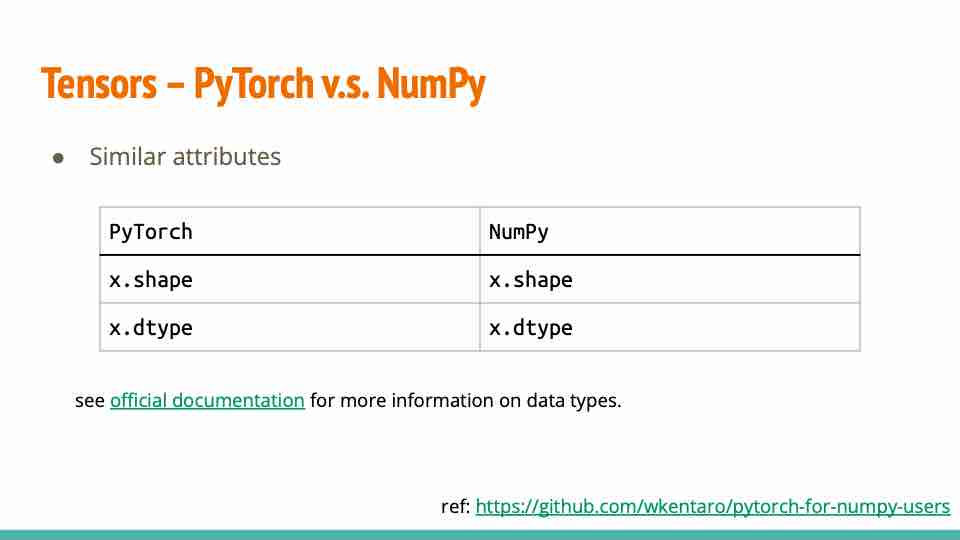 Tensors – PyTorch v.s. NumPy
● Similar attributes
PyTorch NumPy
x.shape x.shape
x.dtype x.dtype
see official documentation for more information on data types.
ref: https://github.com/wkentaro/pytorch-for-numpy-users